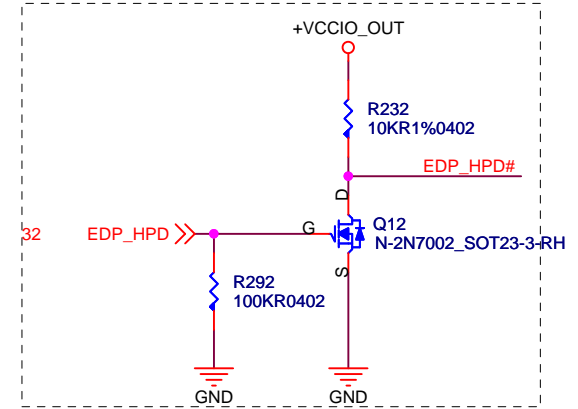 +VCCIO_OUT
R232
10KR1%0402
EDP_HPD#
D
G
Q12
N-2N7002_SOT23-3-RH
S
32
EDP_HPD
R292
100KR0402
GND
GND